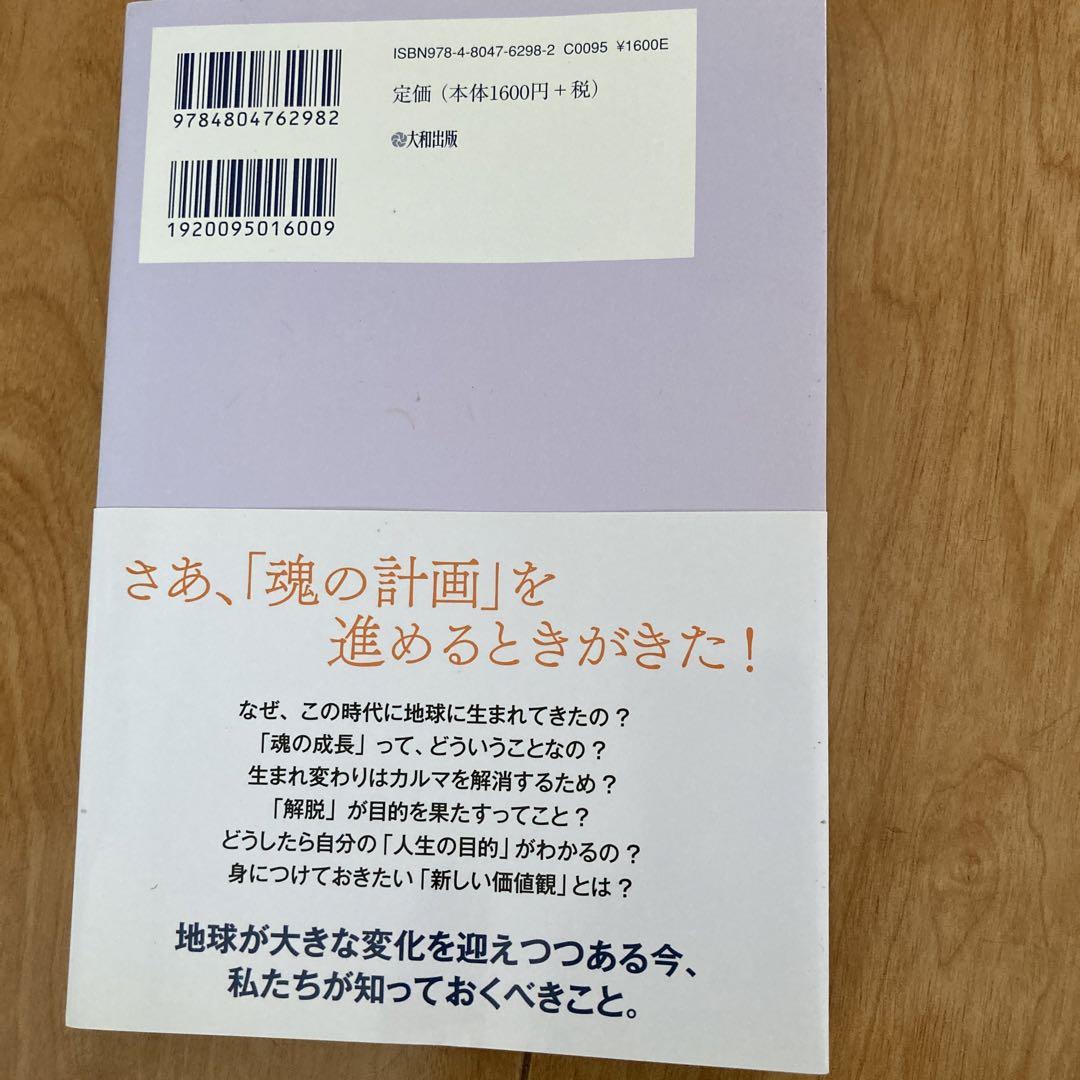 ISBN978-4-8047-6298-2 C0095 ¥1600E
定価（本体1600円＋税）
大和出版
9784804762982
1920095016009
さあ、「魂の計画」を
進めるときがきた！
なぜ、この時代に地球に生まれてきたの？
「魂の成長」って、どういうことなの？
生まれ変わりはカルマを解消するため？
「解脱」が目的を果たすってこと？
どうしたら自分の「人生の目的」がわかるの？
身につけておきたい「新しい価値観」とは？
地球が大きな変化を迎えつつある今、
私たちが知っておくべきこと。